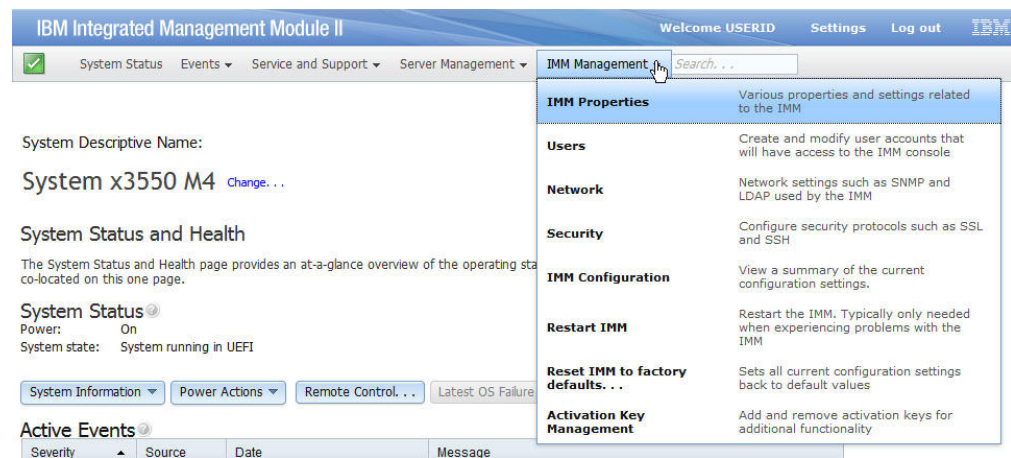 IBM Integrated Management Module II
Welcome USERID Settings Log out IBM
System Status Events Service and Support Server Management IMM Management Search. . .
System Descriptive Name:
System x3550 M4 Change. . .
System Status and Health
The System Status and Health page provides an at-a-glance overview of the operating sta
co-located on this one page.
System Status
Power: On
System state: System running in UEFI
System Information Power Actions Remote Control. . . Latest OS Failure
Active Events
Severity Source Date Message
IMM Properties
Various properties and settings related
to the IMM
Users
Create and modify user accounts that
will have access to the IMM console
Network
Network settings such as SNMP and
LDAP used by the IMM
Security
Configure security protocols such as SSL
and SSH
IMM Configuration
View a summary of the current
configuration settings.
Restart IMM
Restart the IMM. Typically only needed
when experiencing problems with the
IMM
Reset IMM to factory
defaults. . .
Sets all current configuration settings
back to default values
Activation Key
Management
Add and remove activation keys for
additional functionality